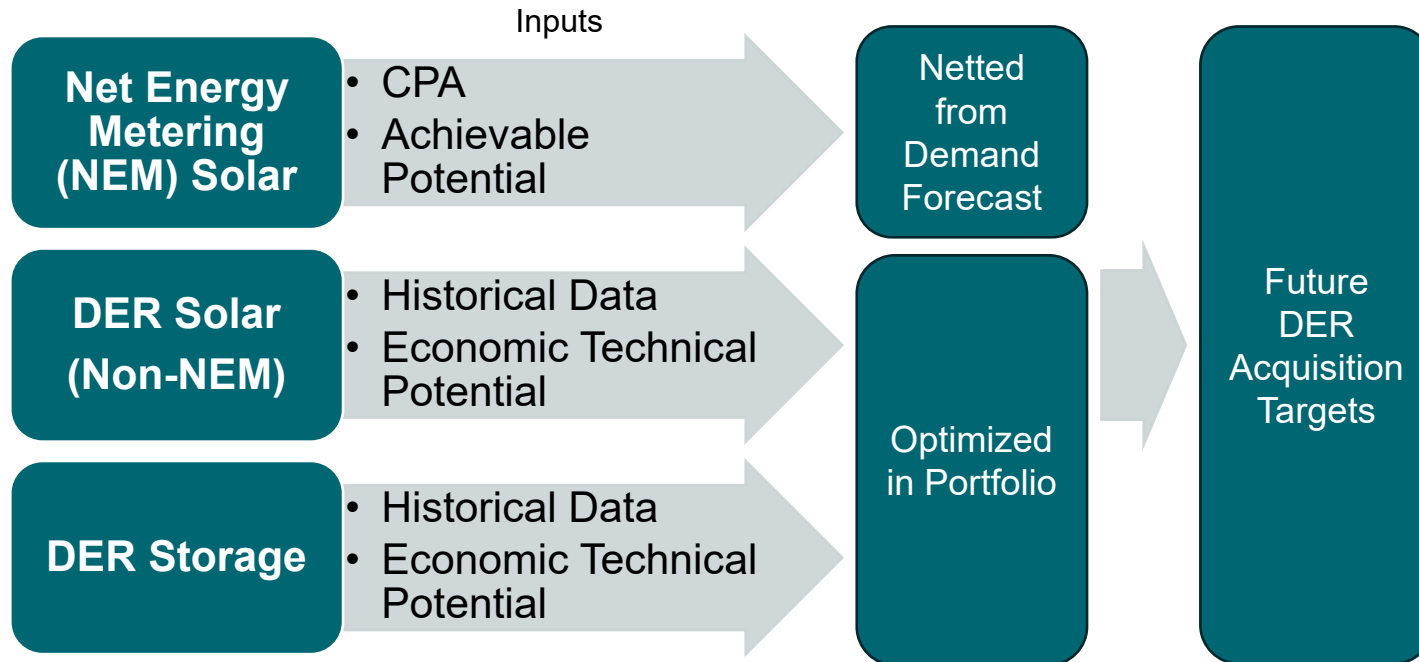 Inputs
Net Energy
Metering
(NEM) Solar
• CPA
• Achievable
Potential
Netted
from
Demand
Forecast
DER Solar
(Non-NEM)
• Historical Data
• Economic Technical
Potential
DER Storage
• Historical Data
• Economic Technical
Potential
Optimized
in Portfolio
Future
DER
Acquisition
Targets